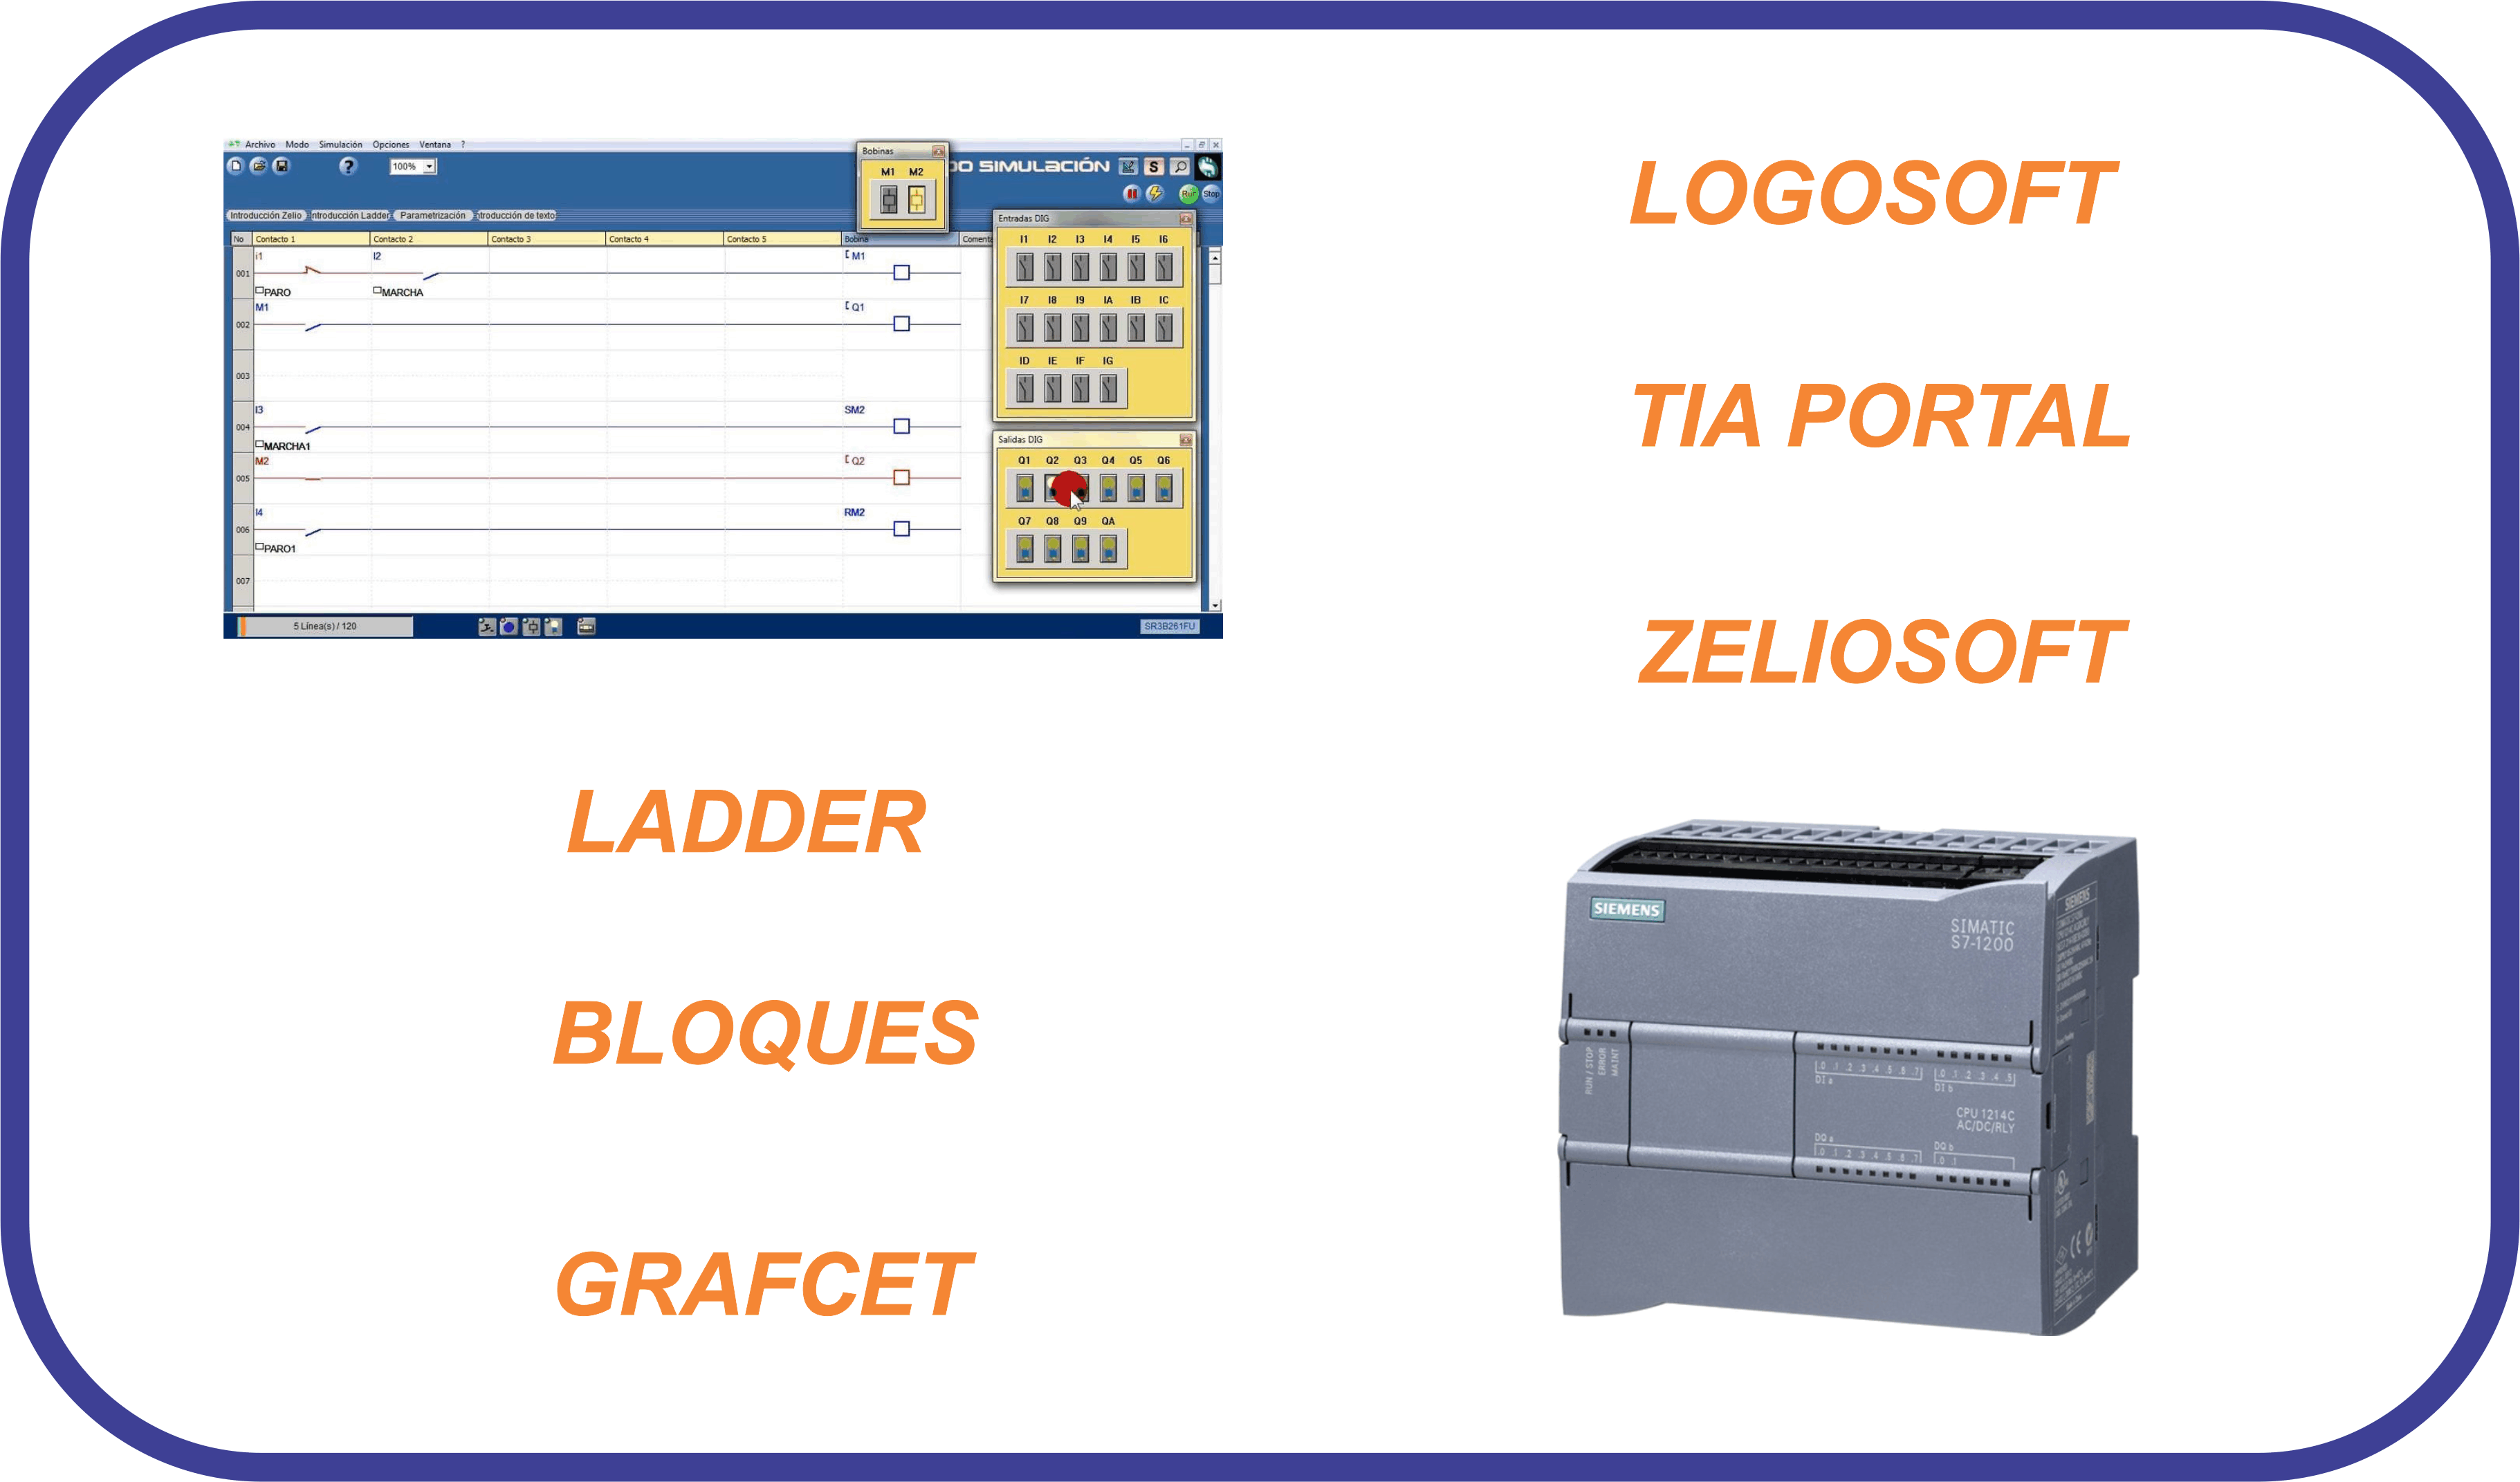 Archivo Modo Simulación Opciones Ventana ?
100%
DO SIMULACIÓN
S
Run Stop
Introducción Zelio
ntroducción Ladder
Parametrización
ntroducción de textos
Bobinas
M1 M2
No Contacto 1 Contacto 2 Contacto 3 Contacto 4 Contacto 5 Bobina Comenta
001 i1 I2 [ M1
PARO MARCHA
002 M1 [ Q1
003
004 I3 SM2
MARCHA1
005 M2 [ Q2
006 I4 RM2
PARO1
007
5 Línea(s) / 120
SR3B261FU
Entradas DIG
I1 I2 I3 I4 I5 I6
I7 I8 I9 IA IB IC
ID IE IF IG
Salidas DIG
Q1 Q2 Q3 Q4 Q5 Q6
Q7 Q8 Q9 QA
LOGOSOFT
TIA PORTAL
ZELIOSOFT
LADDER
BLOQUES
GRAFCET
SIEMENS
SIMATIC
S7-1200
RUN / STOP
ERROR
MAINT
.0 .1 .2 .3 .4 .5 .6 .7
DI a
.0 .1 .2 .3 .4 .5
DI b
CPU 1214C
AC/DC/RLY
DQ a
.0 .1 .2 .3 .4 .5 .6 .7
DQ b
.0 .1
SIEMENS